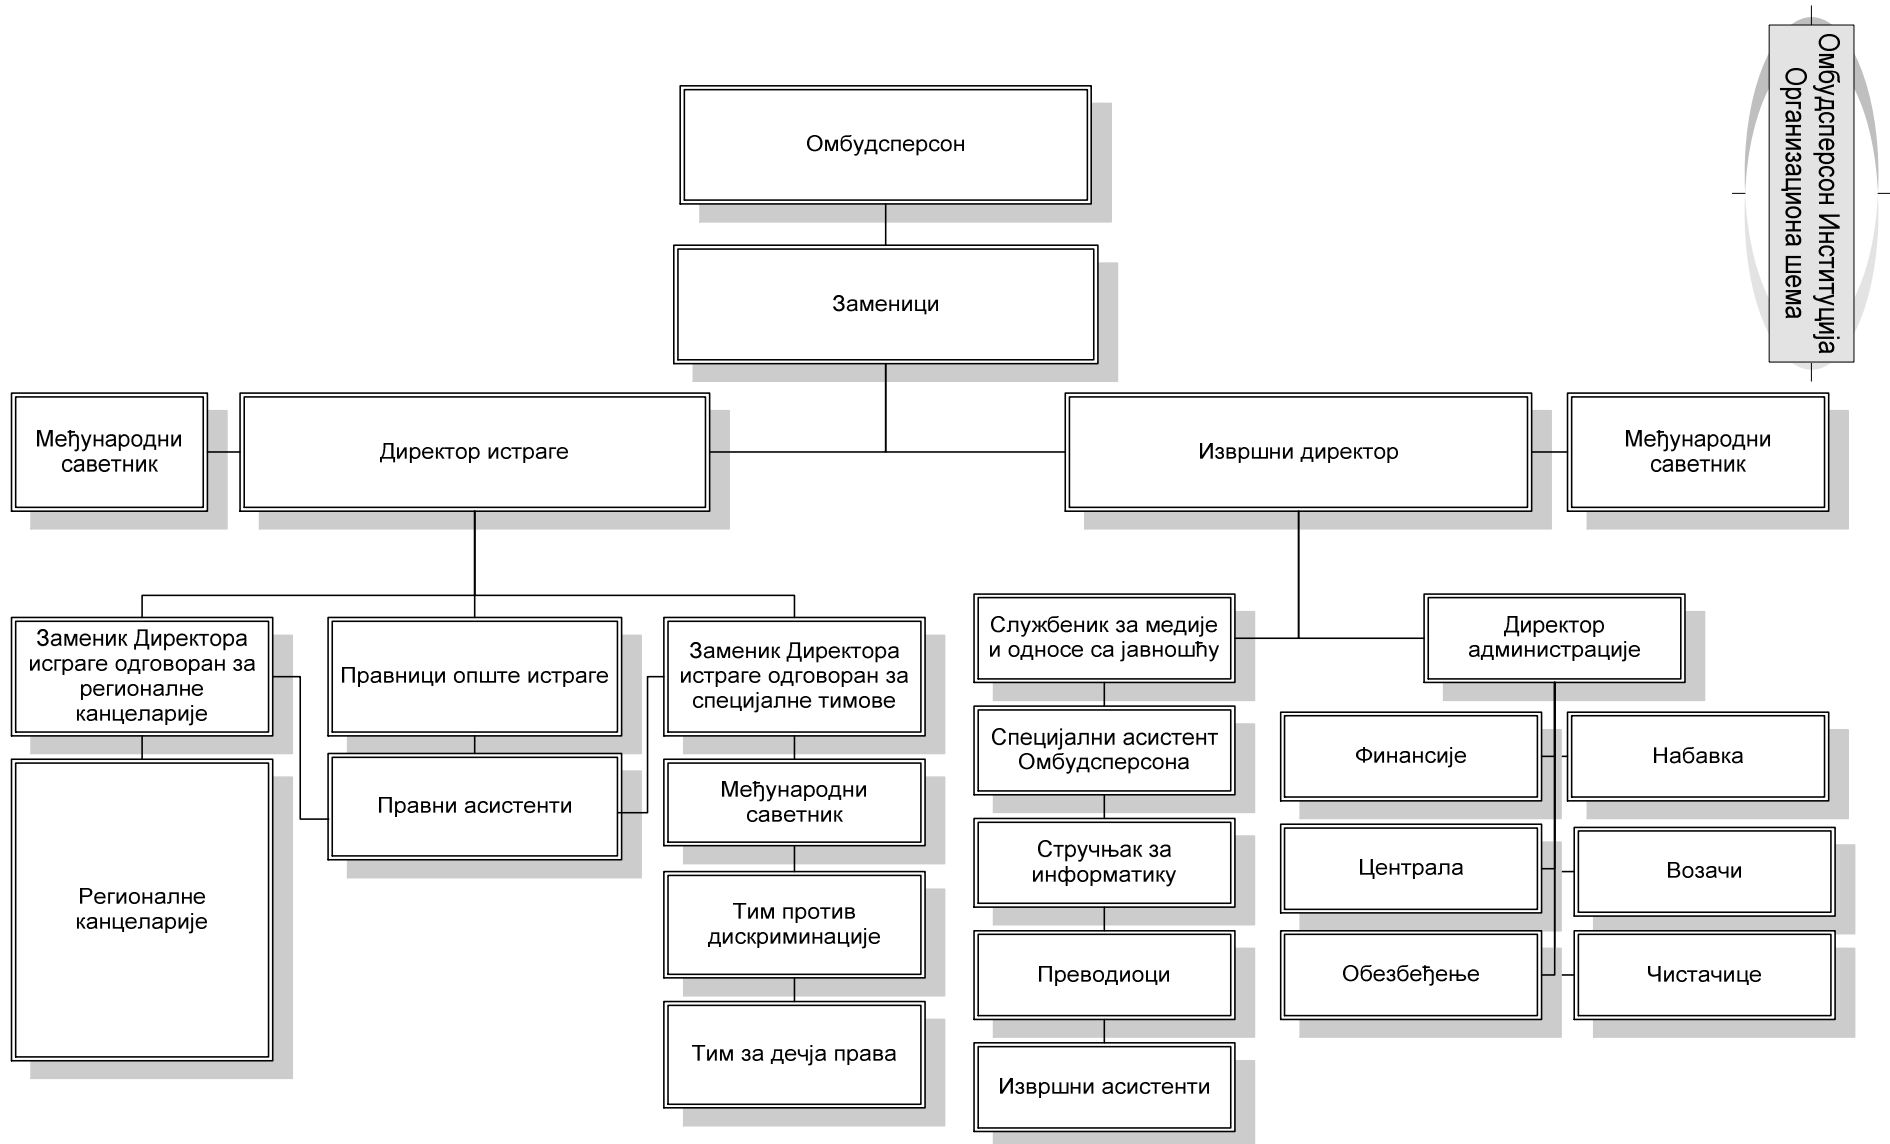 Омбудсперсон Институција
Организациона шема
Омбудсперсон
Заменици
Међународни
саветник
Директор истраге
Извршни директор
Међународни
саветник
Заменик Директора
исграге одговоран за
регионалне
канцеларије
Правници опште истраге
Заменик Директора
истраге одговоран за
специјалне тимове
Службеник за медије
и односе са јавношћу
Директор
администрације
Регионалне
канцеларије
Правни асистенти
Међународни
саветник
Тим против
дискриминације
Тим за дечја права
Специјални асистент
Омбудсперсона
Стручњак за
информатику
Преводиоци
Извршни асистенти
Финансије
Набавка
Централа
Возачи
Обезбеђење
Чистачице